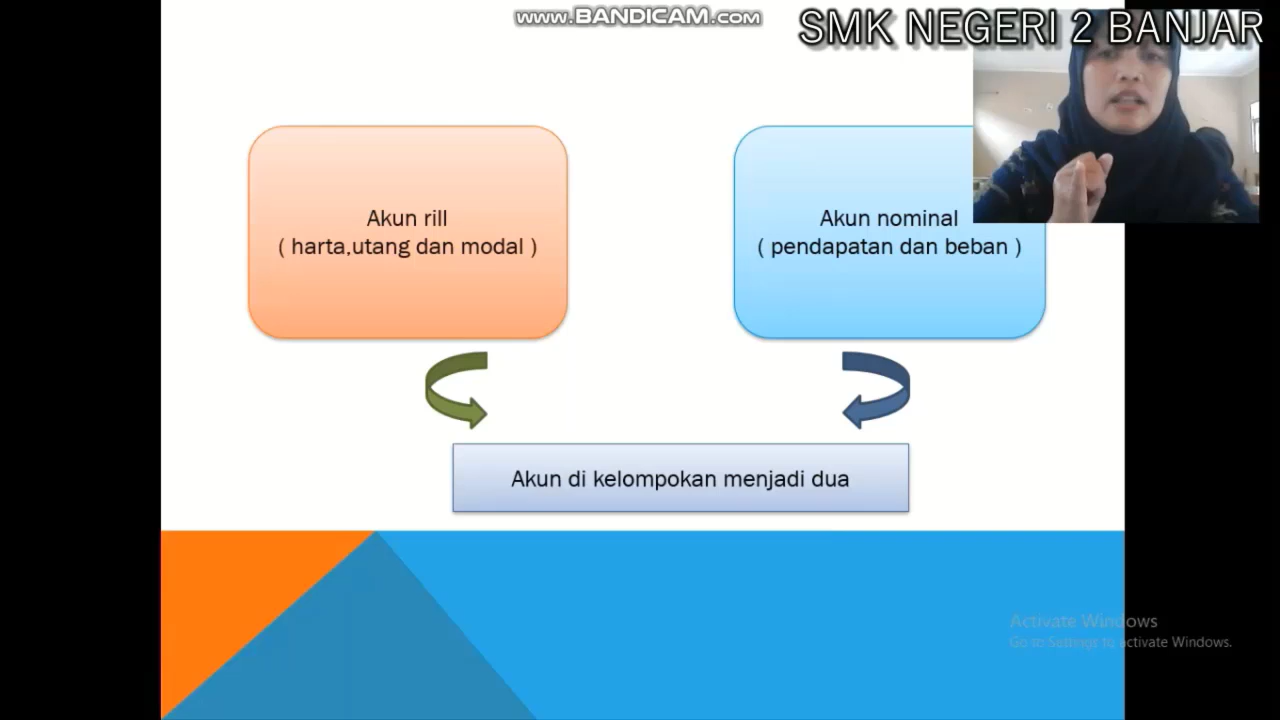 www.BANDICAM.com
SMK NEGERI 2 BANJAR
Akun rill
( harta,utang dan modal )
Akun nominal
( pendapatan dan beban )
Akun di kelompokan menjadi dua
Activate Windows
Go to Settings to activate Windows.